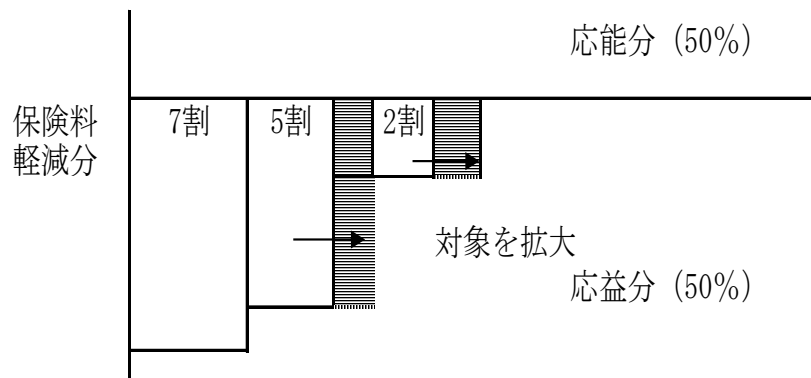 応能分 (50%)
保険料
軽減分
7割
5割
2割
対象を拡大
応益分 (50%)